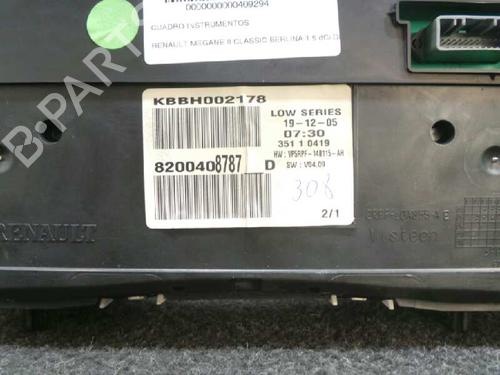 000000000409294
CUADRO INSTRUMENTOS
RENAULT MEGANE II CLASSIC BERLINA 1.5 dCi D
KBBH002178
LOW SERIES
19-12-05
07:30
351 1 0419
HW : VP5RPF-14B115-AH
SW : V04.09
8200408787 D
308
2/1
RENAULT
Visteon
B-PARTS